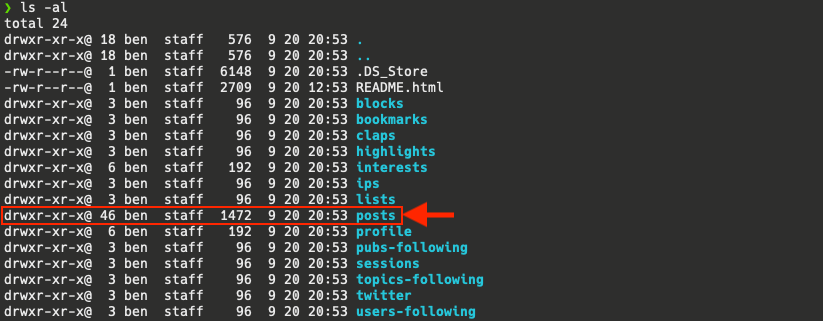 ❯ ls -al
total 24
drwxr-xr-x@ 18 ben  staff   576  9 20 20:53 .
drwxr-xr-x@ 18 ben  staff   576  9 20 20:53 ..
-rw-r--r--@  1 ben  staff  6148  9 20 20:53 .DS_Store
-rw-r--r--@  1 ben  staff  2709  9 20 12:53 README.html
drwxr-xr-x@  3 ben  staff    96  9 20 20:53 blocks
drwxr-xr-x@  3 ben  staff    96  9 20 20:53 bookmarks
drwxr-xr-x@  3 ben  staff    96  9 20 20:53 claps
drwxr-xr-x@  3 ben  staff    96  9 20 20:53 highlights
drwxr-xr-x@  6 ben  staff   192  9 20 20:53 interests
drwxr-xr-x@  3 ben  staff    96  9 20 20:53 ips
drwxr-xr-x@  3 ben  staff    96  9 20 20:53 lists
drwxr-xr-x@ 46 ben  staff  1472  9 20 20:53 posts
drwxr-xr-x@  6 ben  staff   192  9 20 20:53 profile
drwxr-xr-x@  3 ben  staff    96  9 20 20:53 pubs-following
drwxr-xr-x@  3 ben  staff    96  9 20 20:53 sessions
drwxr-xr-x@  3 ben  staff    96  9 20 20:53 topics-following
drwxr-xr-x@  3 ben  staff    96  9 20 20:53 twitter
drwxr-xr-x@  3 ben  staff    96  9 20 20:53 users-following